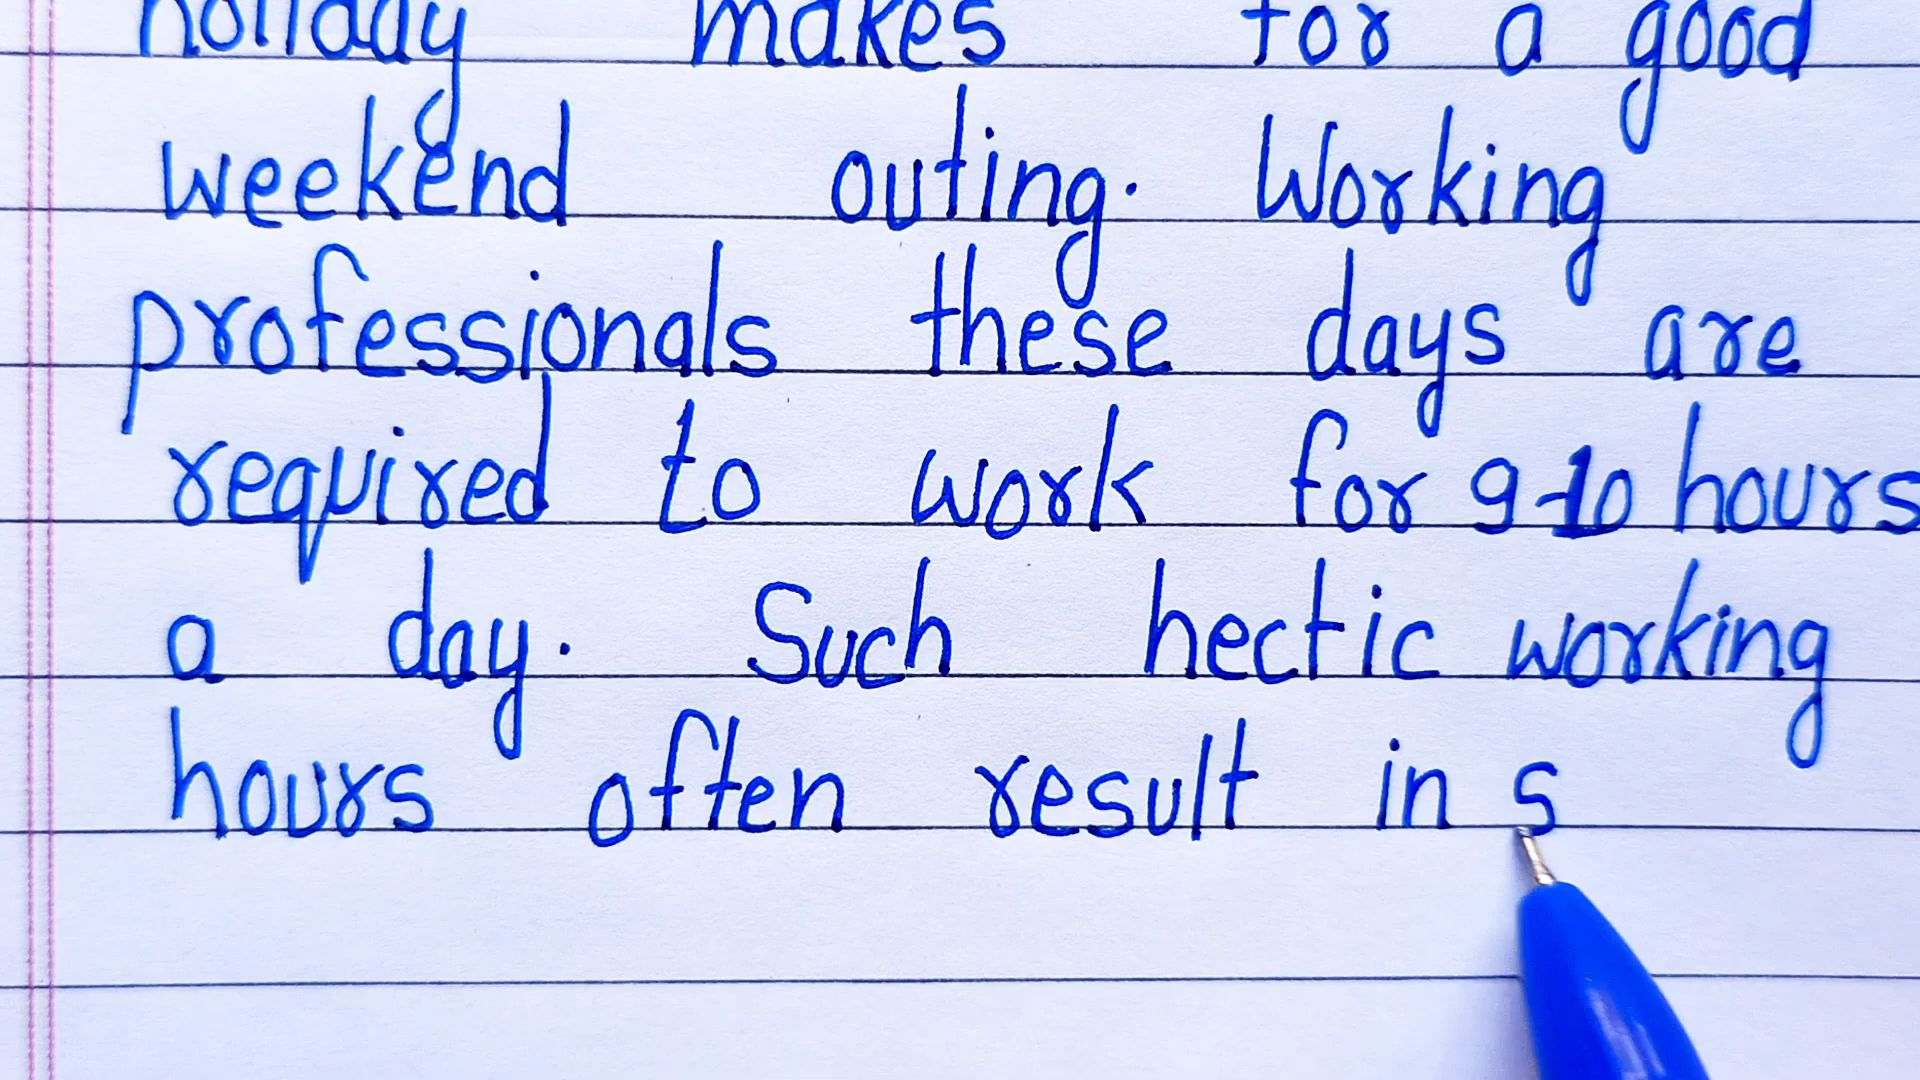 holiday makes for a good
weekend outing. Working
professionals these days are
required to work for 9-10 hours
a day. Such hectic working
hours often result in s